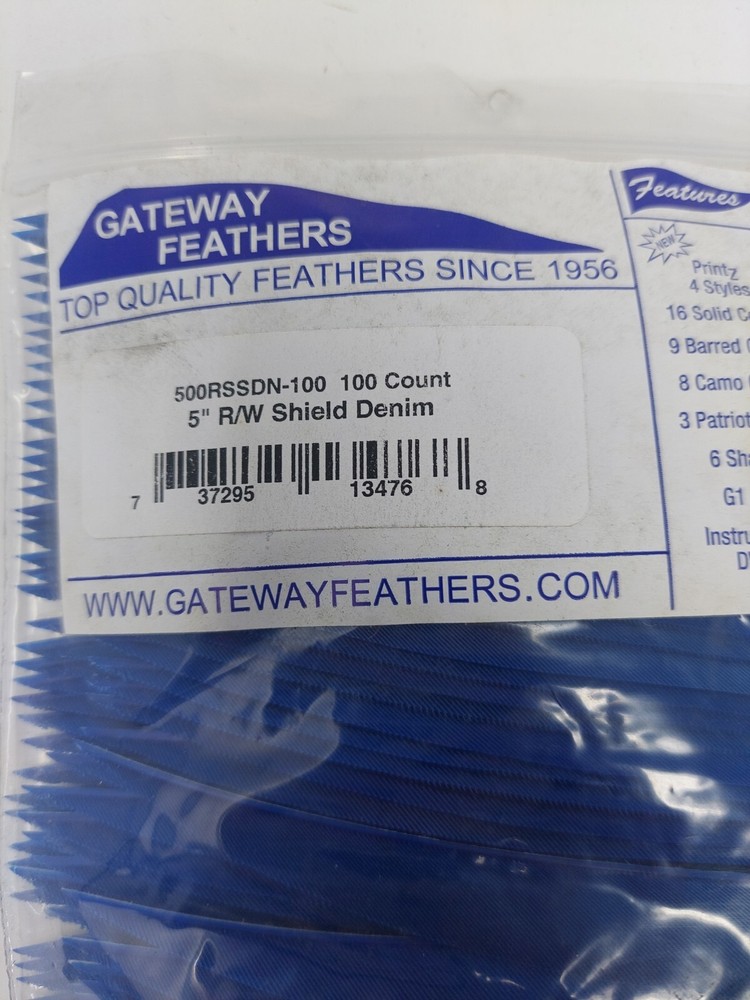 GATEWAY
FEATHERS
TOP QUALITY FEATHERS SINCE 1956
500RSSDN-100 100 Count
5" R/W Shield Denim
7 37295 13476 8
WWW.GATEWAYFEATHERS.COM
Features
NEW
Printz
4 Styles
16 Solid
9 Barred
8 Camo
3
6
G1